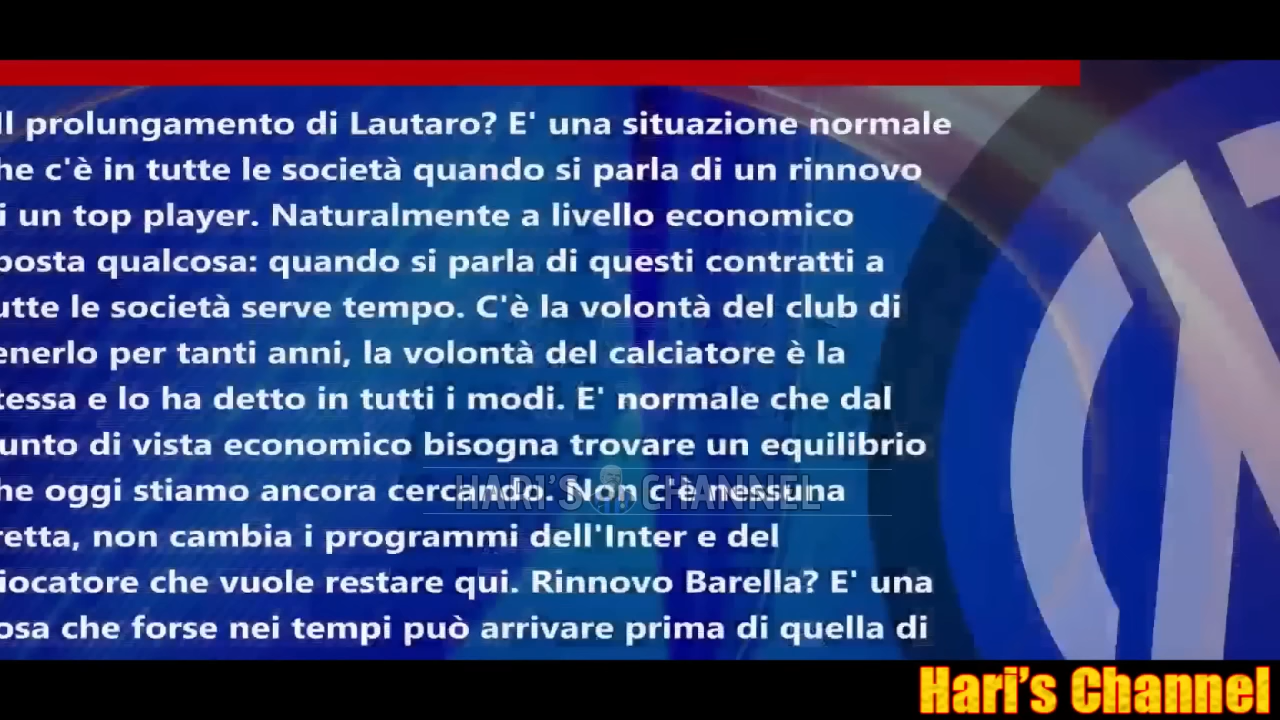 Il prolungamento di Lautaro? E' una situazione normale
he c'è in tutte le società quando si parla di un rinnovo
i un top player. Naturalmente a livello economico
posta qualcosa: quando si parla di questi contratti a
utte le società serve tempo. C'è la volontà del club di
enerlo per tanti anni, la volontà del calciatore è la
tessa e lo ha detto in tutti i modi. E' normale che dal
unto di vista economico bisogna trovare un equilibrio
he oggi stiamo ancora cercando. Non c'è nessuna
HARI'S CHANNEL
retta, non cambia i programmi dell'Inter e del
iocatore che vuole restare qui. Rinnovo Barella? E' una
osa che forse nei tempi può arrivare prima di quella di
Hari's Channel